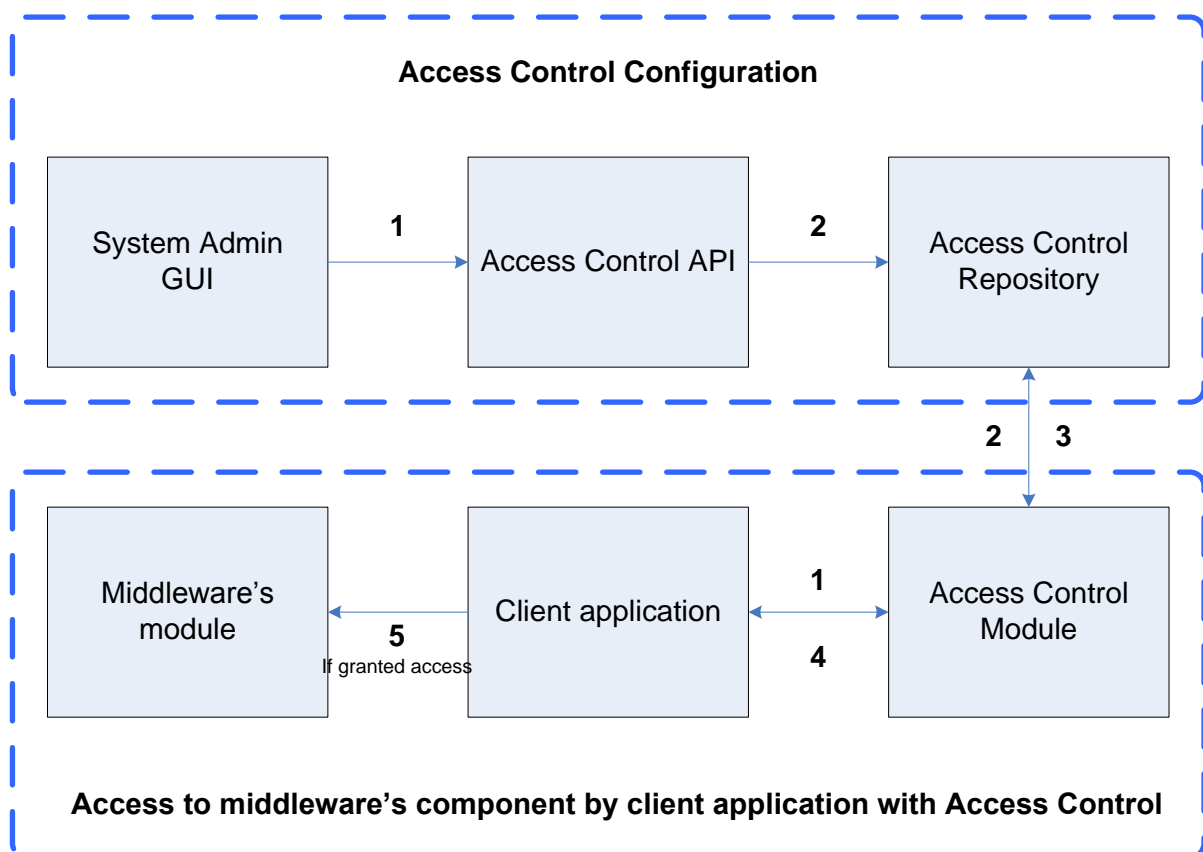 Access Control Configuration
System Admin
GUI
1
Access Control API
2
Access Control
Repository
2
3
Middleware’s
module
5
If granted access
Client application
1
4
Access Control
Module
Access to middleware’s component by client application with Access Control